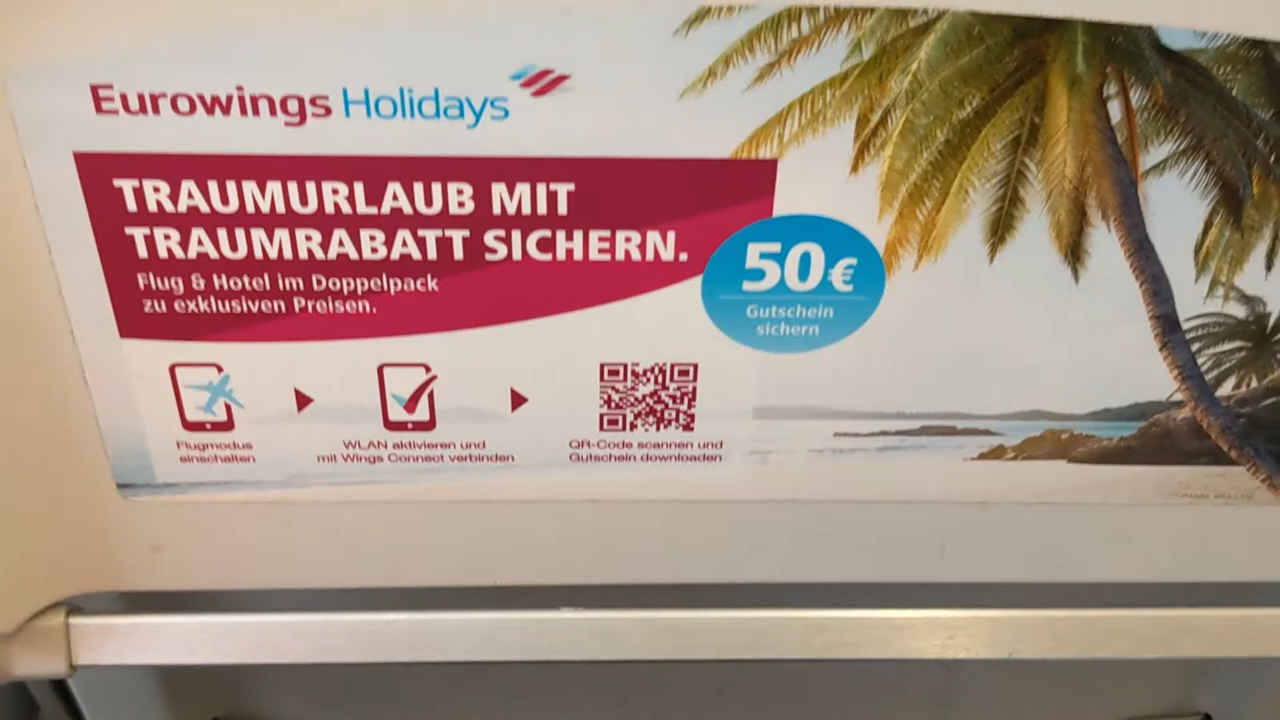 Eurowings Holidays
TRAUMURLAUB MIT
TRAUMRABATT SICHERN.
Flug & Hotel im Doppelpack
zu exklusiven Preisen.
50€
Gutschein
sichern
Flugmodus
einschalten
WLAN aktivieren und
mit Wings Connect verbinden
QR-Code scannen und
Gutschein downloaden